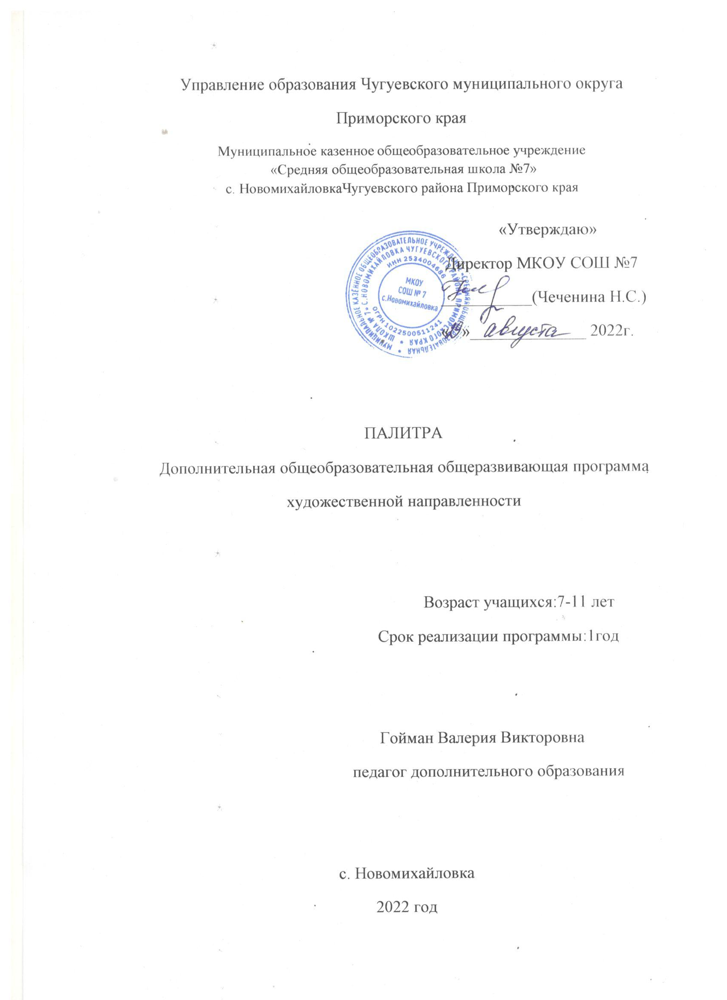 Управление образования Чугуевского муниципального округа
Приморского края
Муниципальное казенное общеобразовательное учреждение
«Средняя общеобразовательная школа №7»
с. НовомихайловкаЧугуевского района Приморского края
«Утверждаю»
Директор МКОУ СОШ №7
(Чеченина Н.С.)
« » августа 2022г.
МУНИЦИПАЛЬНОЕ КАЗЁННОЕ ОБЩЕОБРАЗОВАТЕЛЬНОЕ УЧРЕЖДЕНИЕ «СРЕДНЯЯ ОБЩЕОБРАЗОВАТЕЛЬНАЯ
ШКОЛА № 7» С.НОВОМИХАЙЛОВКА ЧУГУЕВСКОГО РАЙОНА ПРИМОРСКОГО КРАЯ
ИНН 2534004686
ОГРН 1022500511241
МКОУ
СОШ № 7
с.Новомихайловка
ПАЛИТРА
Дополнительная общеобразовательная общеразвивающая программа
художественной направленности
Возраст учащихся:7-11 лет
Срок реализации программы:1год
Гойман Валерия Викторовна
педагог дополнительного образования
с. Новомихайловка
2022 год